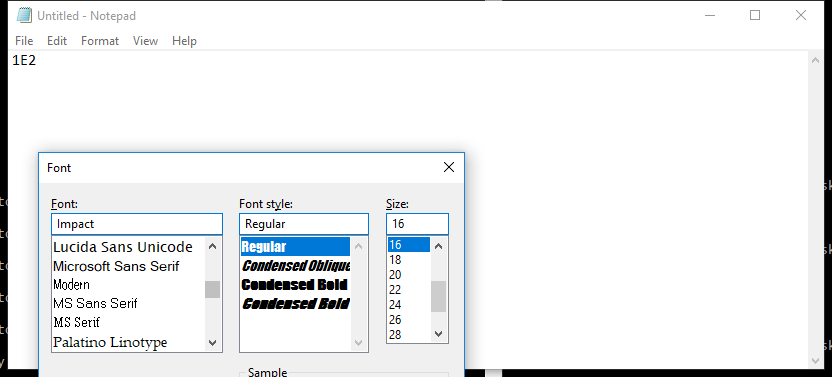 Untitled - Notepad
File Edit Format View Help
1E2
Font
Font: Font style: Size:
Impact Regular 16
Lucida Sans Unicode Regular 16
Microsoft Sans Serif Condensed Oblique 18
Modern Condensed Bold 20
MS Sans Serif Condensed Bold 22
MS Serif 24
Palatino Linotype 26
28
Sample